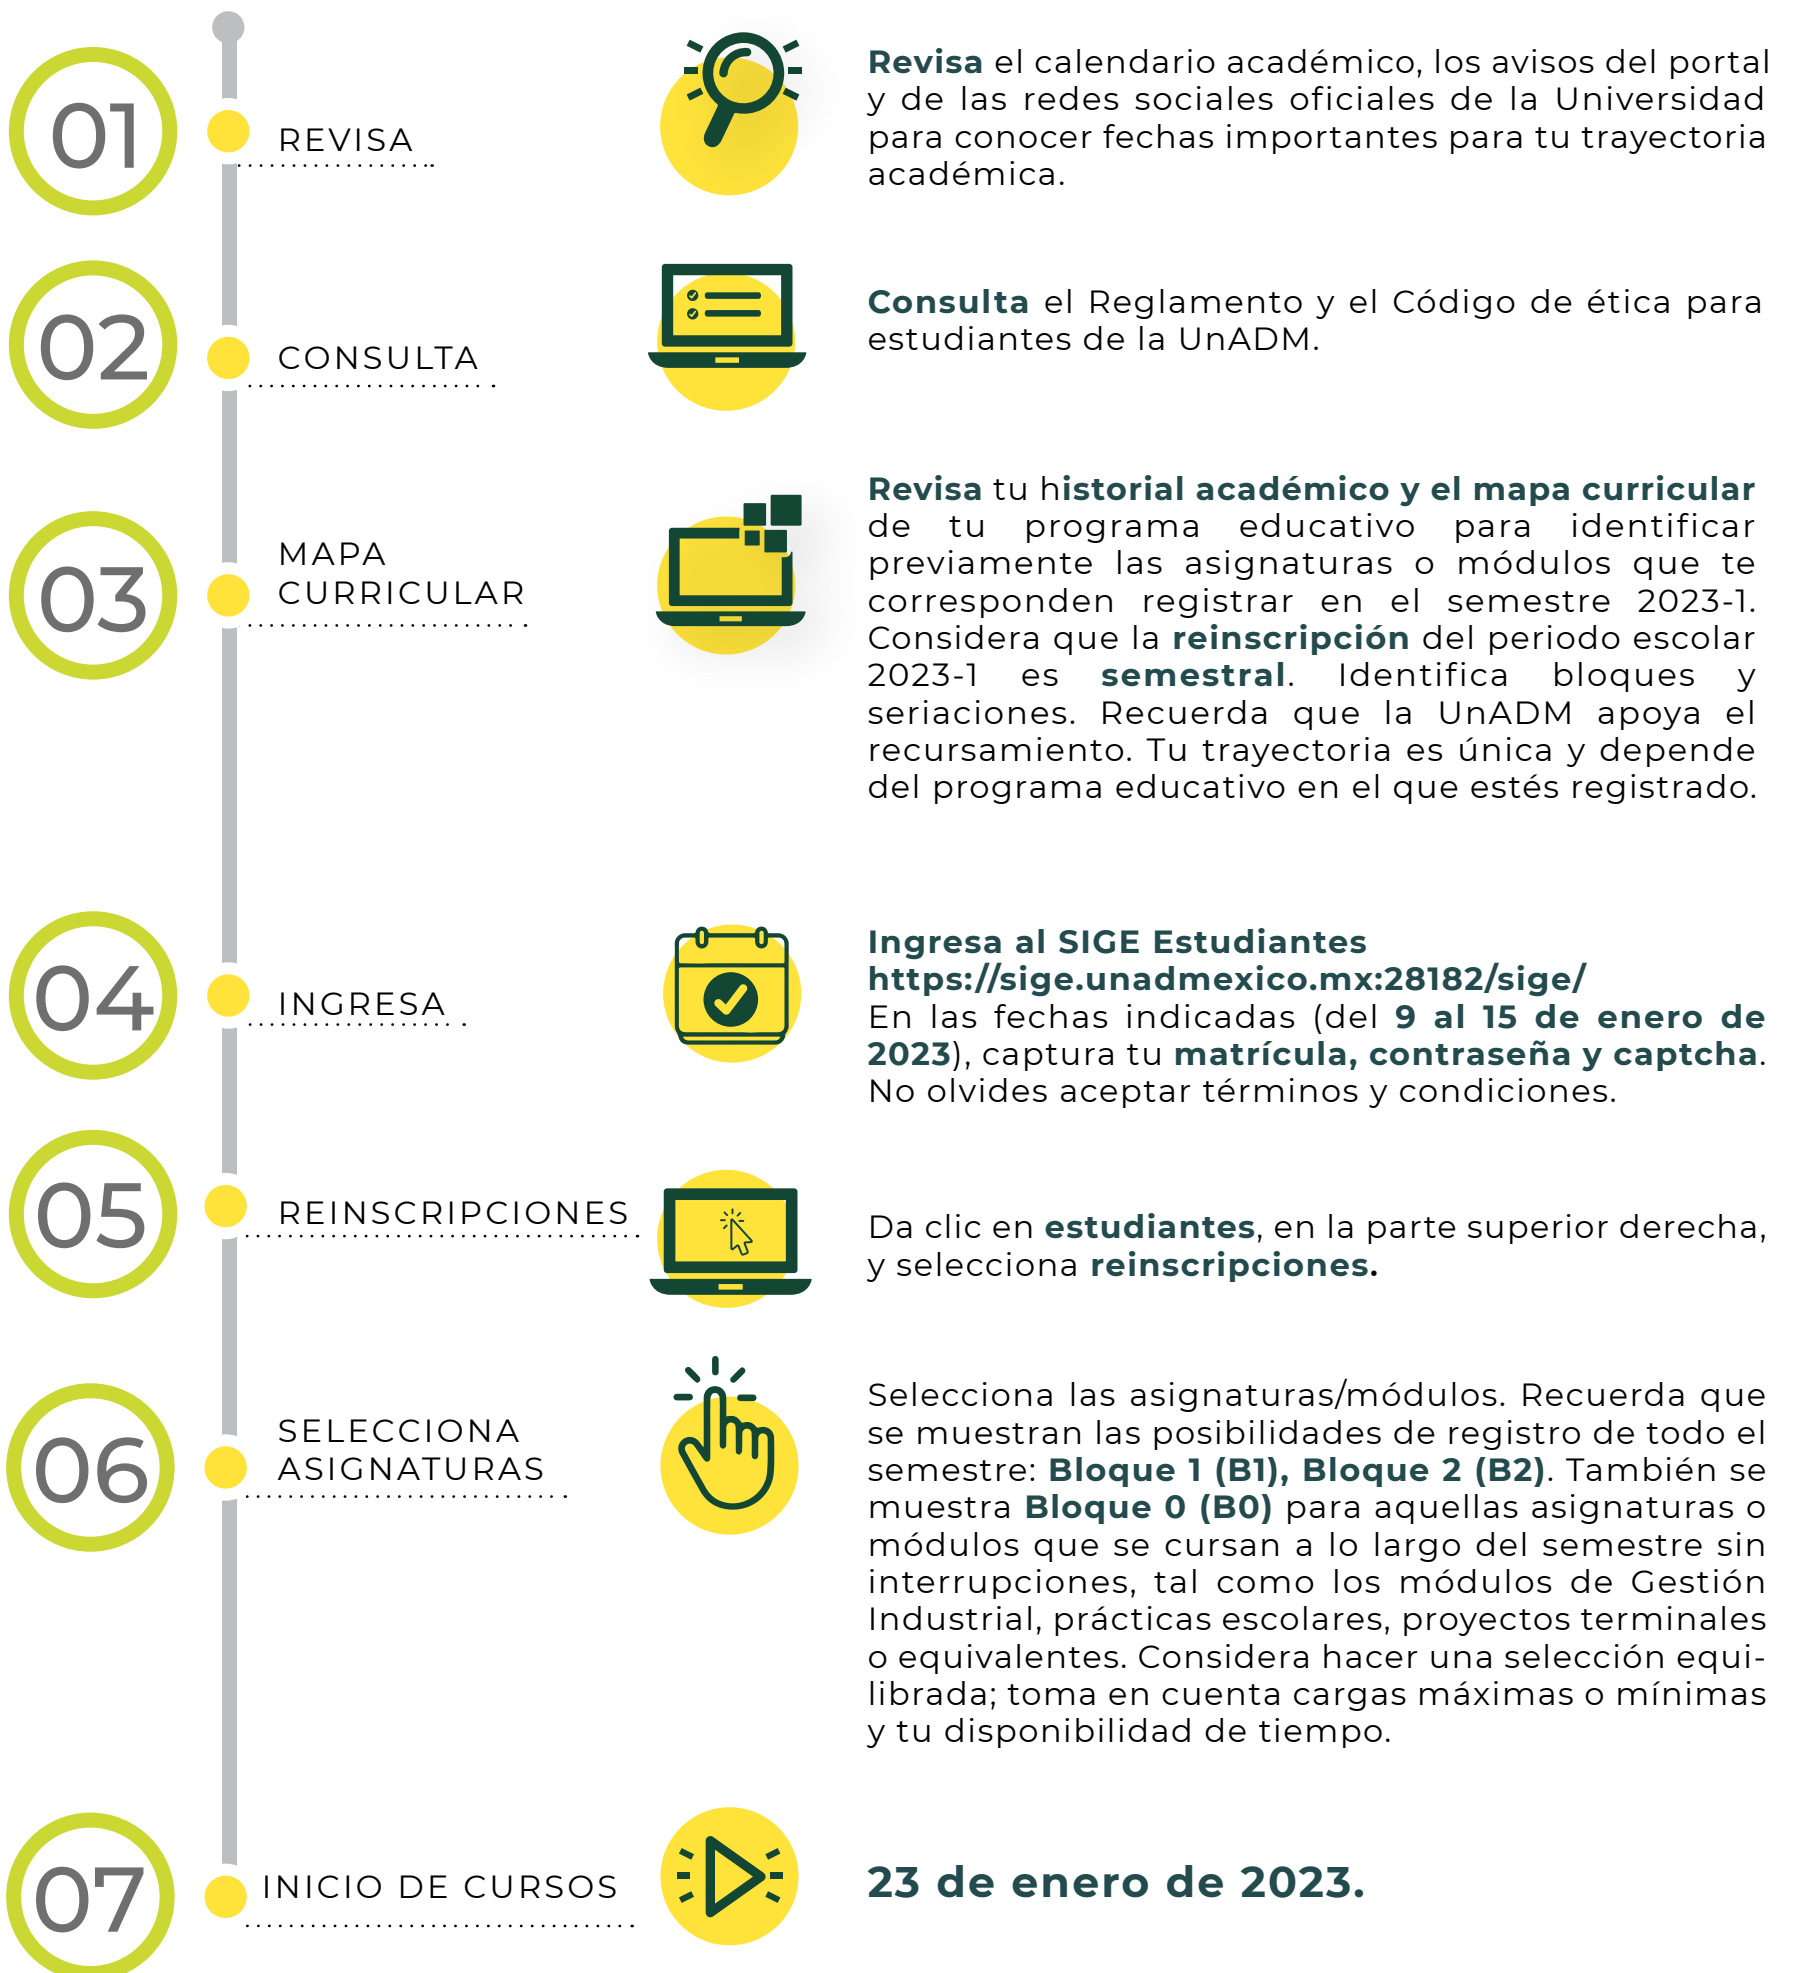 01
REVISA
Revisa el calendario académico, los avisos del portal
y de las redes sociales oficiales de la Universidad
para conocer fechas importantes para tu trayectoria
académica.
02
CONSULTA
Consulta el Reglamento y el Código de ética para
estudiantes de la UnADM.
03
MAPA
CURRICULAR
Revisa tu historial académico y el mapa curricular
de tu programa educativo para identificar
previamente las asignaturas o módulos que te
corresponden registrar en el semestre 2023-1.
Considera que la reinscripción del periodo escolar
2023-1 es semestral. Identifica bloques y
seriaciones. Recuerda que la UnADM apoya el
recursamiento. Tu trayectoria es única y depende
del programa educativo en el que estés registrado.
04
INGRESA
Ingresa al SIGE Estudiantes
https://sige.unadmexico.mx:28182/sige/
En las fechas indicadas (del 9 al 15 de enero de
2023), captura tu matrícula, contraseña y captcha.
No olvides aceptar términos y condiciones.
05
REINSCRIPCIONES
Da clic en estudiantes, en la parte superior derecha,
y selecciona reinscripciones.
06
SELECCIONA
ASIGNATURAS
Selecciona las asignaturas/módulos. Recuerda que
se muestran las posibilidades de registro de todo el
semestre: Bloque 1 (B1), Bloque 2 (B2). También se
muestra Bloque 0 (B0) para aquellas asignaturas o
módulos que se cursan a lo largo del semestre sin
interrupciones, tal como los módulos de Gestión
Industrial, prácticas escolares, proyectos terminales
o equivalentes. Considera hacer una selección equi-
librada; toma en cuenta cargas máximas o mínimas
y tu disponibilidad de tiempo.
07
INICIO DE CURSOS
23 de enero de 2023.